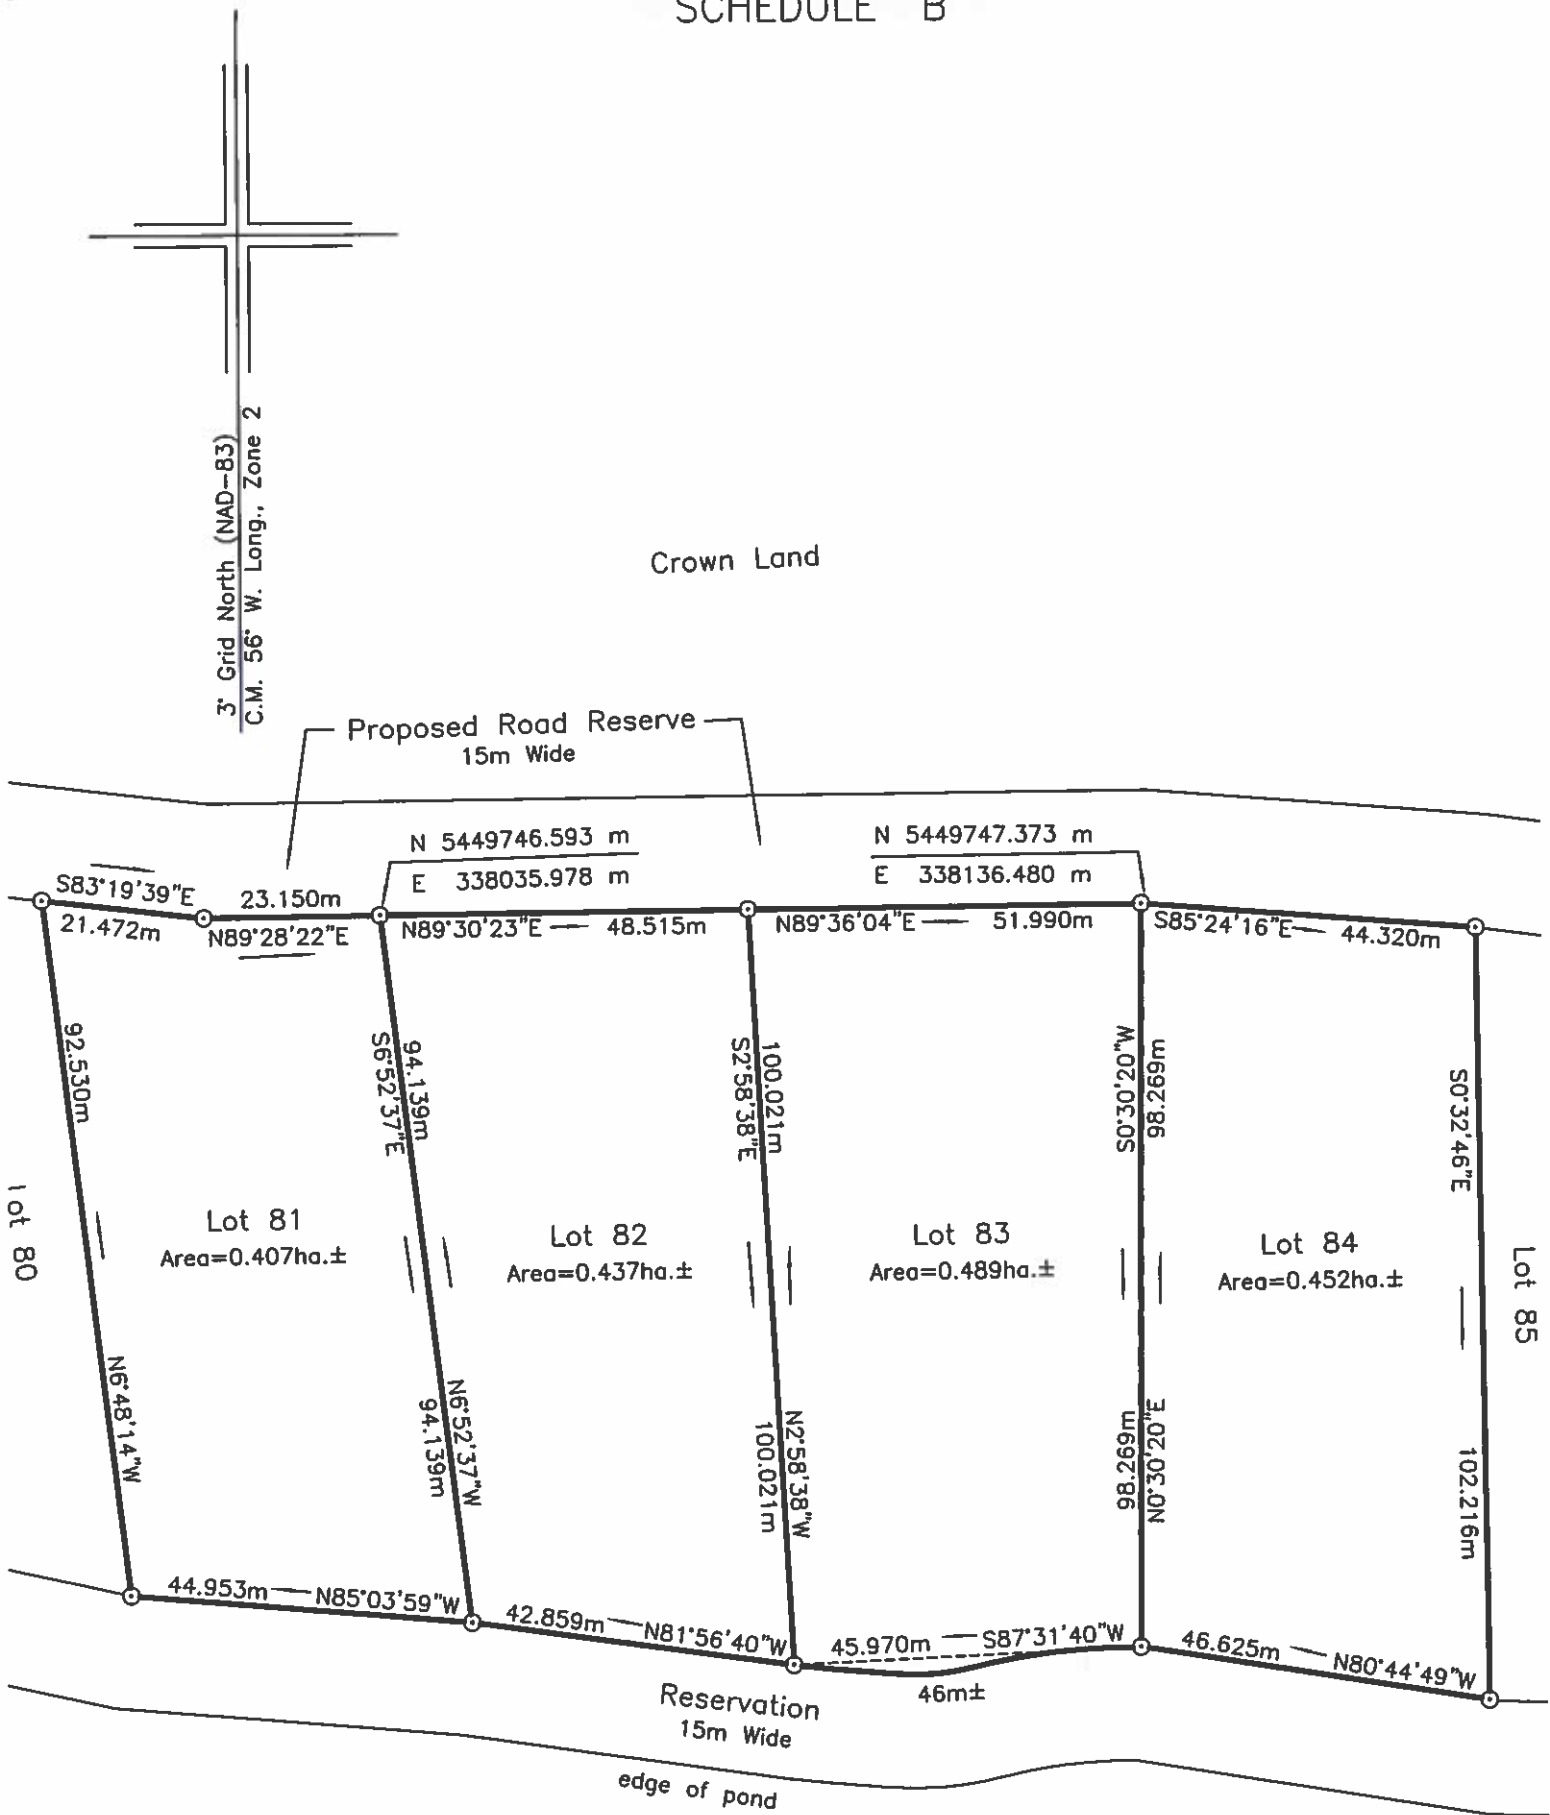 SCHEDULE B
3° Grid North (NAD-83)
C.M. 56° W. Long., Zone 2
Crown Land
Proposed Road Reserve
15m Wide
N 5449746.593 m
E 338035.978 m
N 5449747.373 m
E 338136.480 m
S83°19'39"E
21.472m
23.150m
N89°28'22"E
N89°30'23"E 48.515m
N89°36'04"E 51.990m
S85°24'16"E 44.320m
92.530m
N6°48'14"W
94.139m
S6°52'37"E
N6°52'37"W
94.139m
100.021m
S2°58'38"E
N2°58'38"W
100.021m
S0°30'20"W
98.269m
98.269m
N0°30'20"E
S0°32'46"E
102.216m
Lot 80
Lot 81
Area=0.407ha.±
Lot 82
Area=0.437ha.±
Lot 83
Area=0.489ha.±
Lot 84
Area=0.452ha.±
Lot 85
44.953m N85°03'59"W
42.859m N81°56'40"W
45.970m S87°31'40"W
46m±
46.625m N80°44'49"W
Reservation
15m Wide
edge of pond